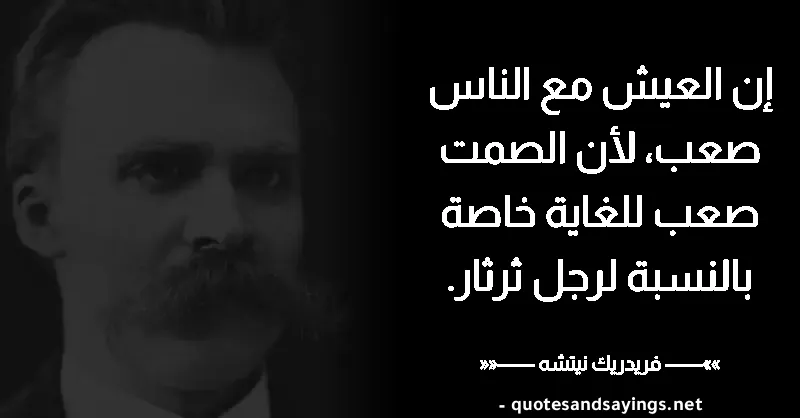 إن العيش مع الناس
صعب، لأن الصمت
صعب للغاية خاصة
بالنسبة لرجل ثرثار.
»»—— فريدريك نيتشه ——««
- quotesandsayings.net